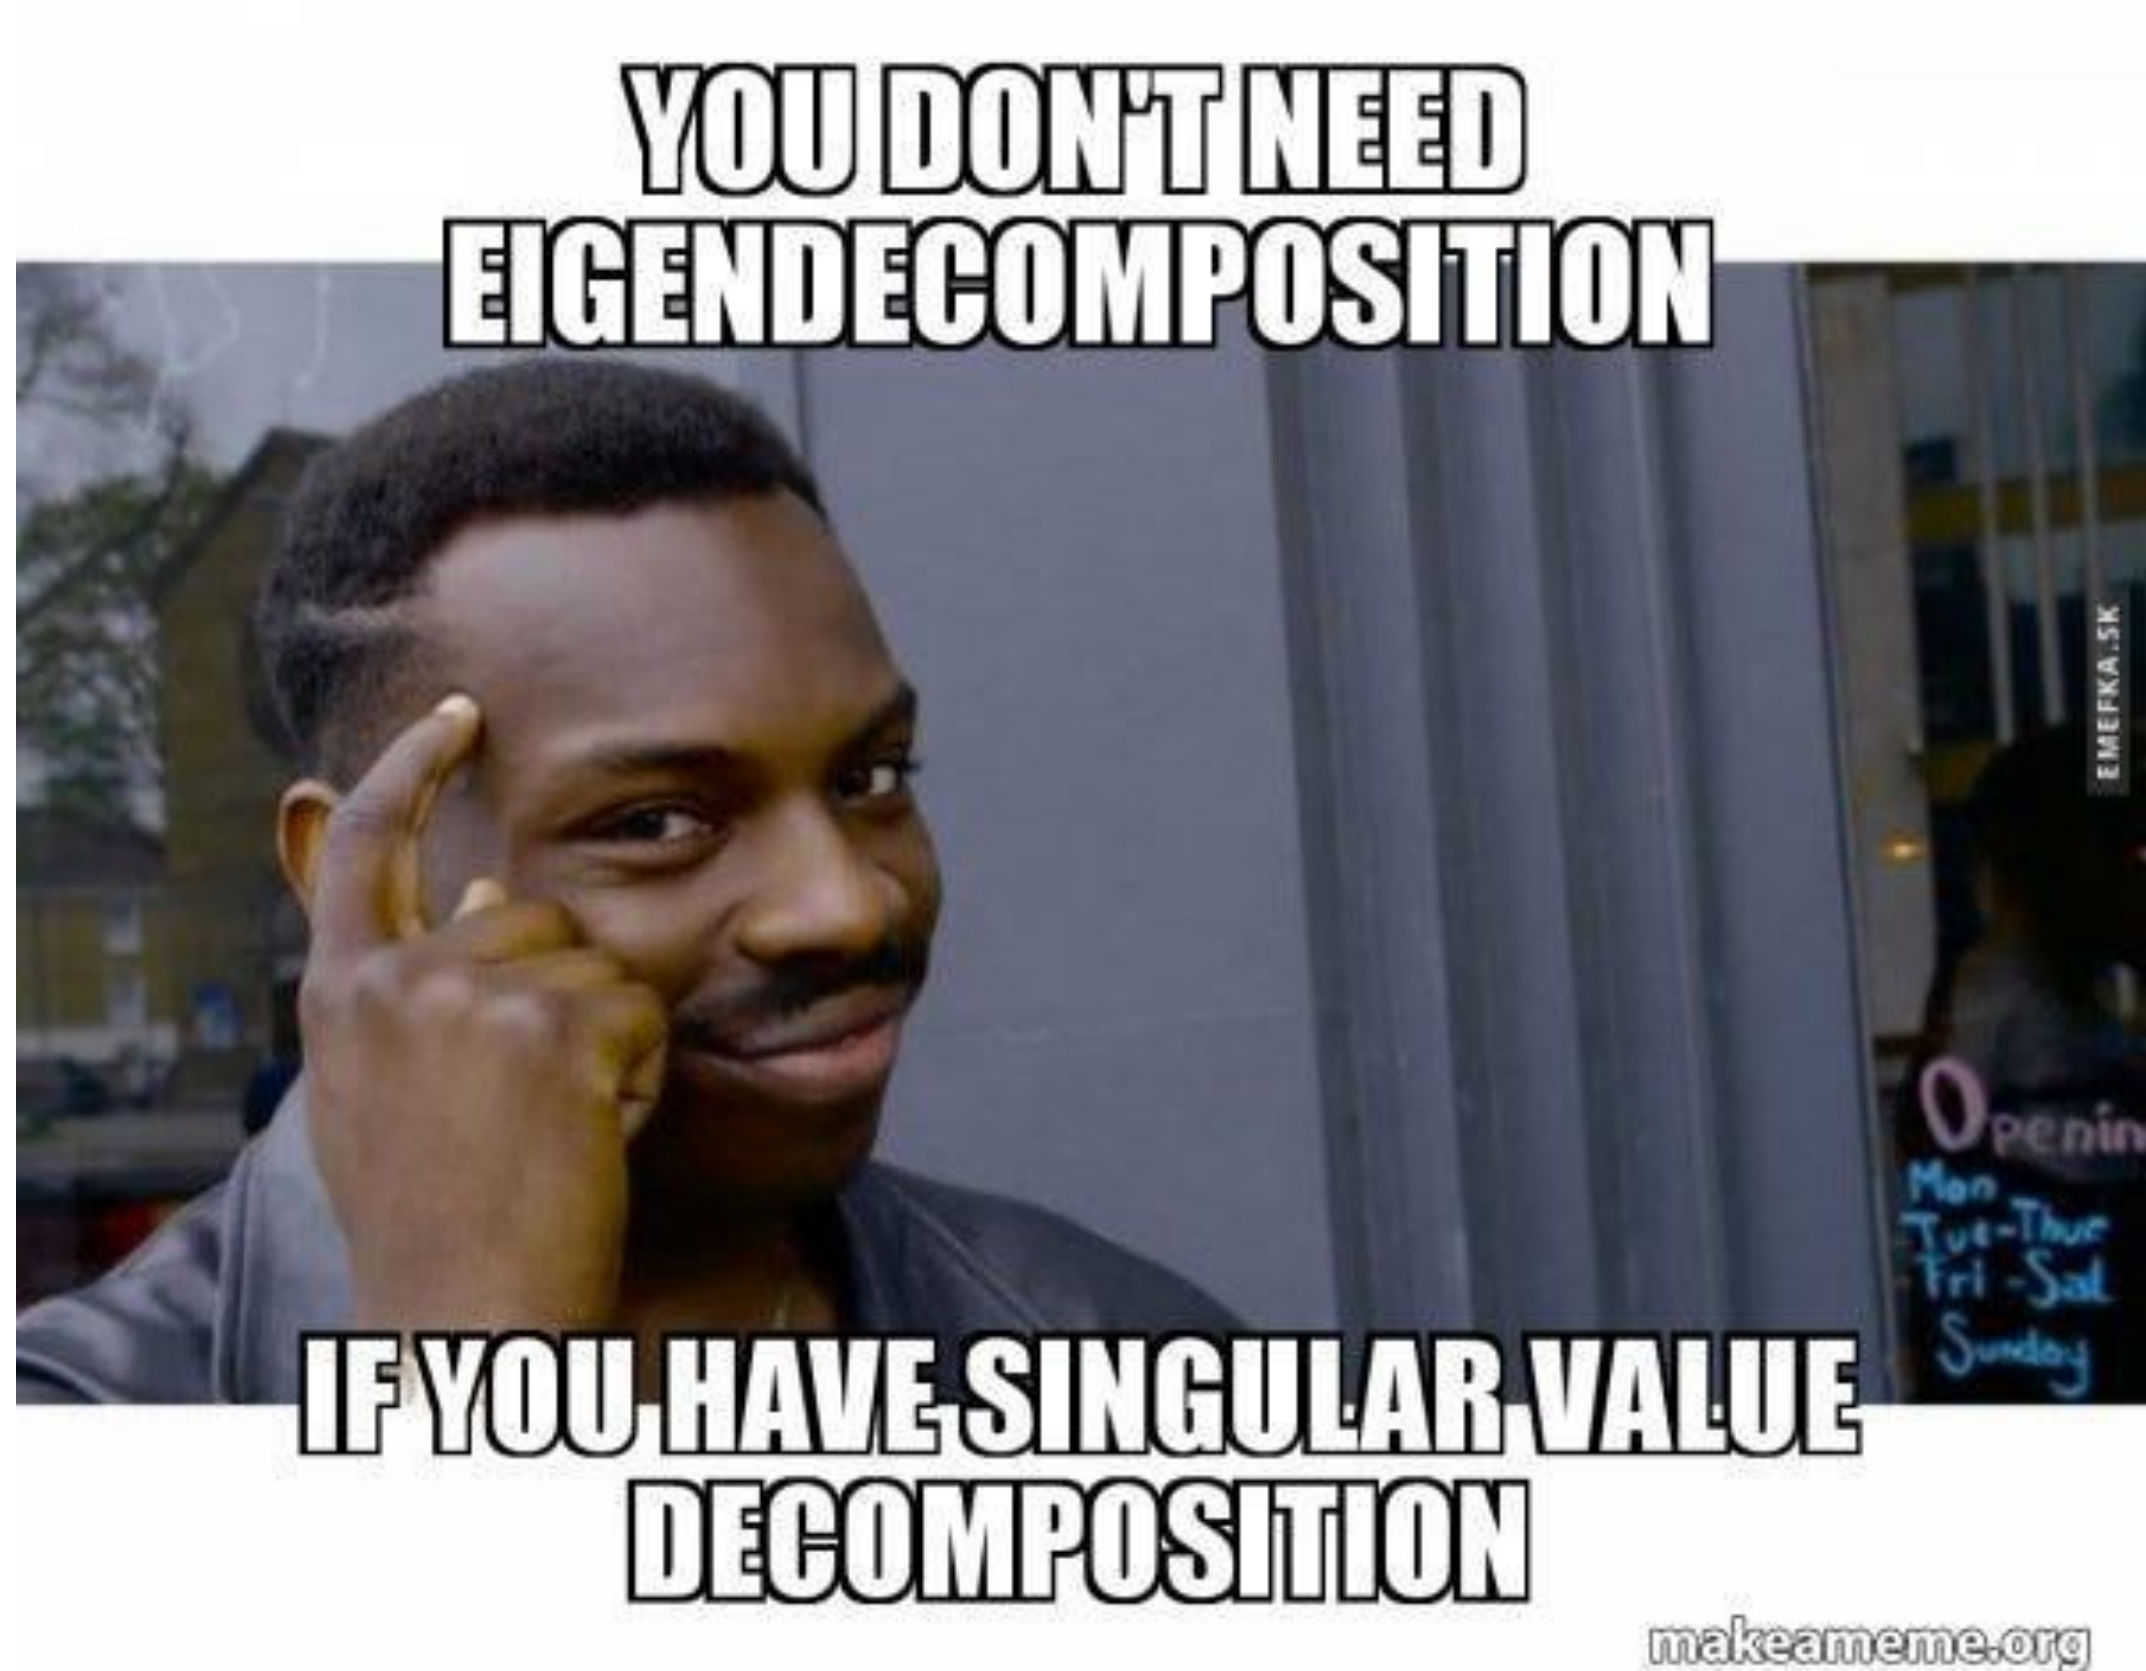 YOU DON'T NEED
EIGENDECOMPOSITION
EMEFKA.SK
Openin
Mon
Tue-Thur
Fri-Sat
Sunday
IF YOU HAVE SINGULAR VALUE
DECOMPOSITION
makeameme.org